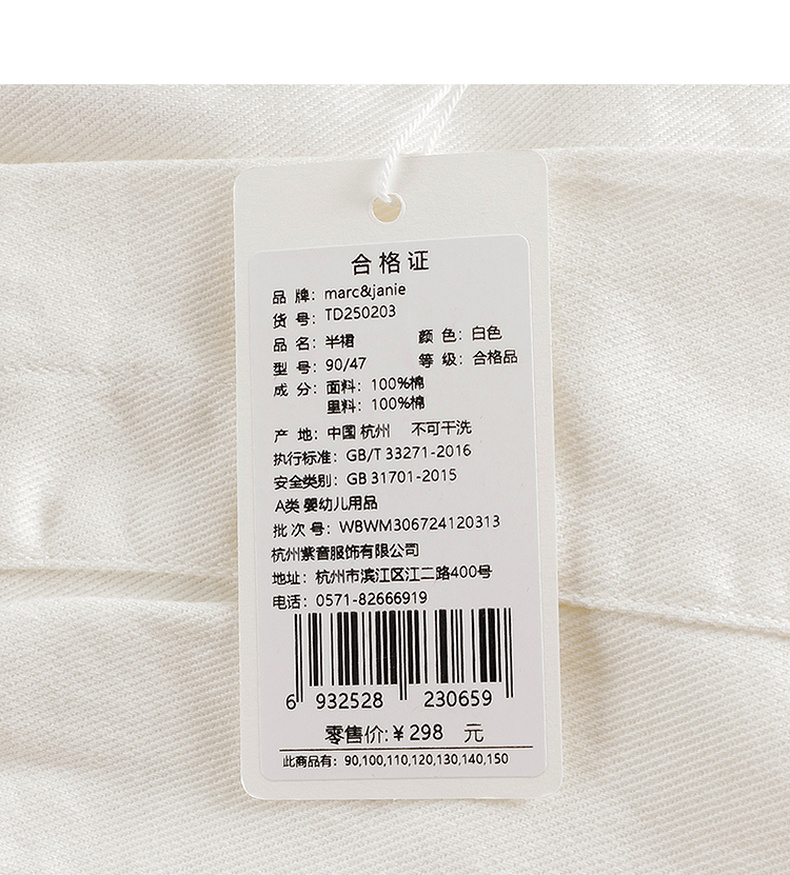 合格证
品 牌：marc&janie
货 号：TD250203
品 名：半裙 颜 色：白色
型 号：90/47 等 级：合格品
成 分：面料：100%棉
里料：100%棉
产 地：中国 杭州 不可干洗
执行标准：GB/T 33271-2016
安全类别：GB 31701-2015
A类 婴幼儿用品
批 次 号：WBWM306724120313
杭州紫音服饰有限公司
地址：杭州市滨江区江二路400号
电话：0571-82666919
6 932528 230659
零售价:￥298 元
此商品有：90,100,110,120,130,140,150